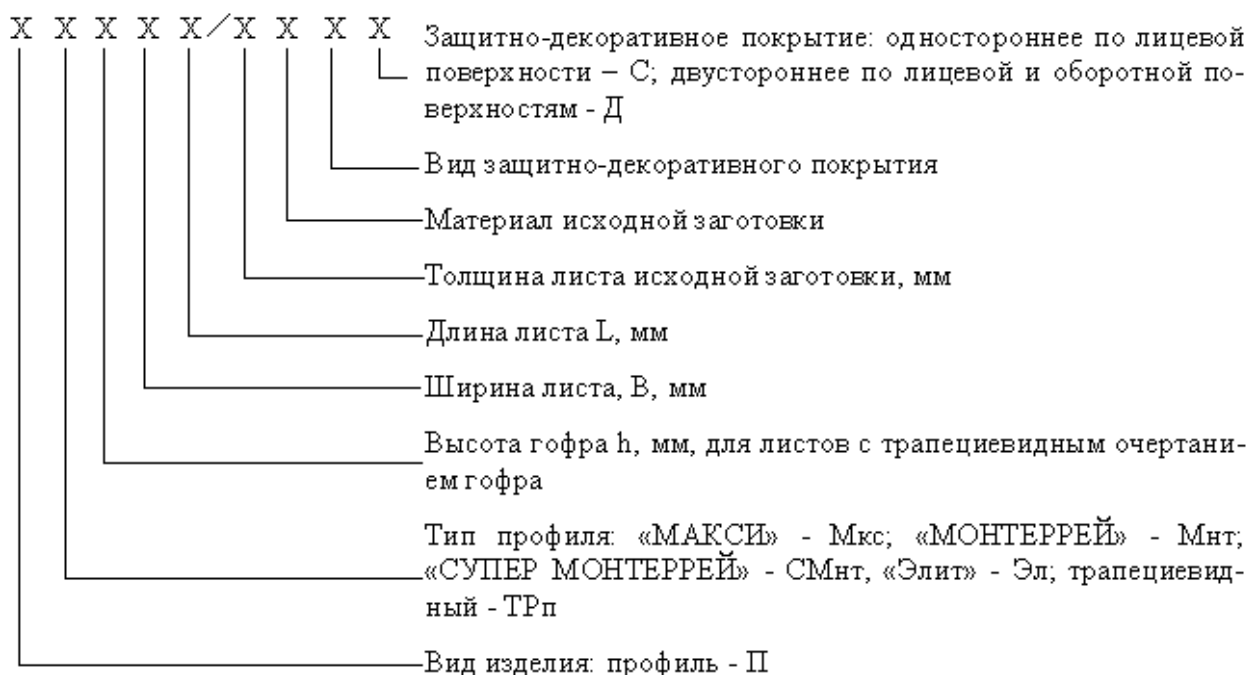 X X X X X/X X X X
Защитно-декоративное покрытие: одностороннее по лицевой
поверхности – С; двустороннее по лицевой и оборотной по-
верхностям - Д
Вид защитно-декоративного покрытия
Материал исходной заготовки
Толщина листа исходной заготовки, мм
Длина листа L, мм
Ширина листа, В, мм
Высота гофра h, мм, для листов с трапециевидным очертани-
ем гофра
Тип профиля: «МАКСИ» - Мкс; «МОНТЕРРЕЙ» - Мнт;
«СУПЕР МОНТЕРРЕЙ» - СМнт, «Элит» - Эл; трапециевид-
ный - ТРп
Вид изделия: профиль - П